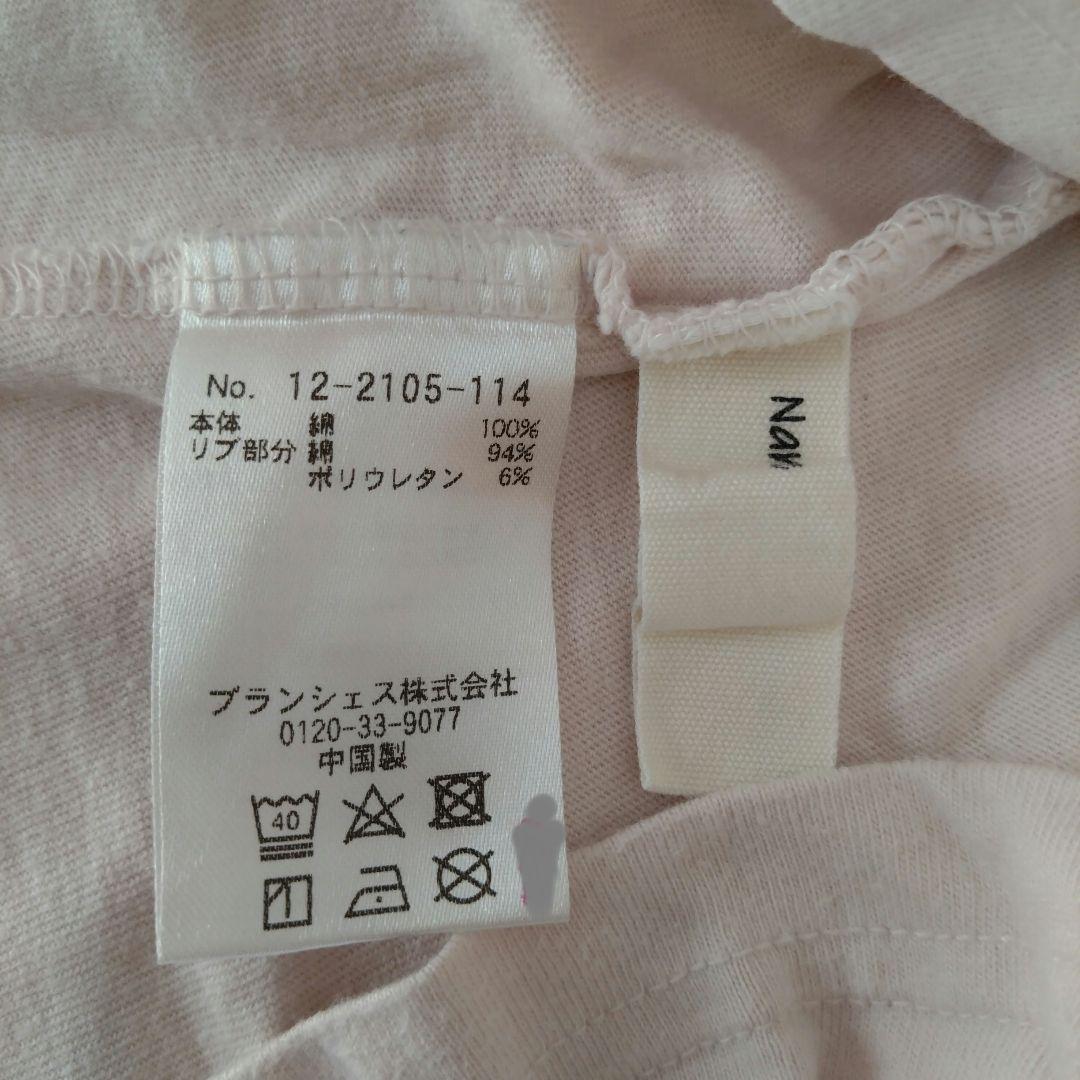 No. 12-2105-114
本体 綿 100%
リブ部分 綿 94%
ポリウレタン 6%
ブランシェス株式会社
0120-33-9077
中国製
40